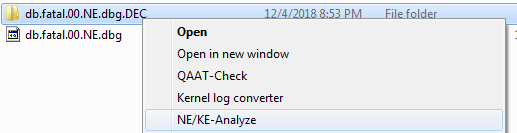 db.fatal.00.NE.dbg.DEC 12/4/2018 8:53 PM File folder
db.fatal.00.NE.dbg
Open
Open in new window
QAAT-Check
Kernel log converter
NE/KE-Analyze